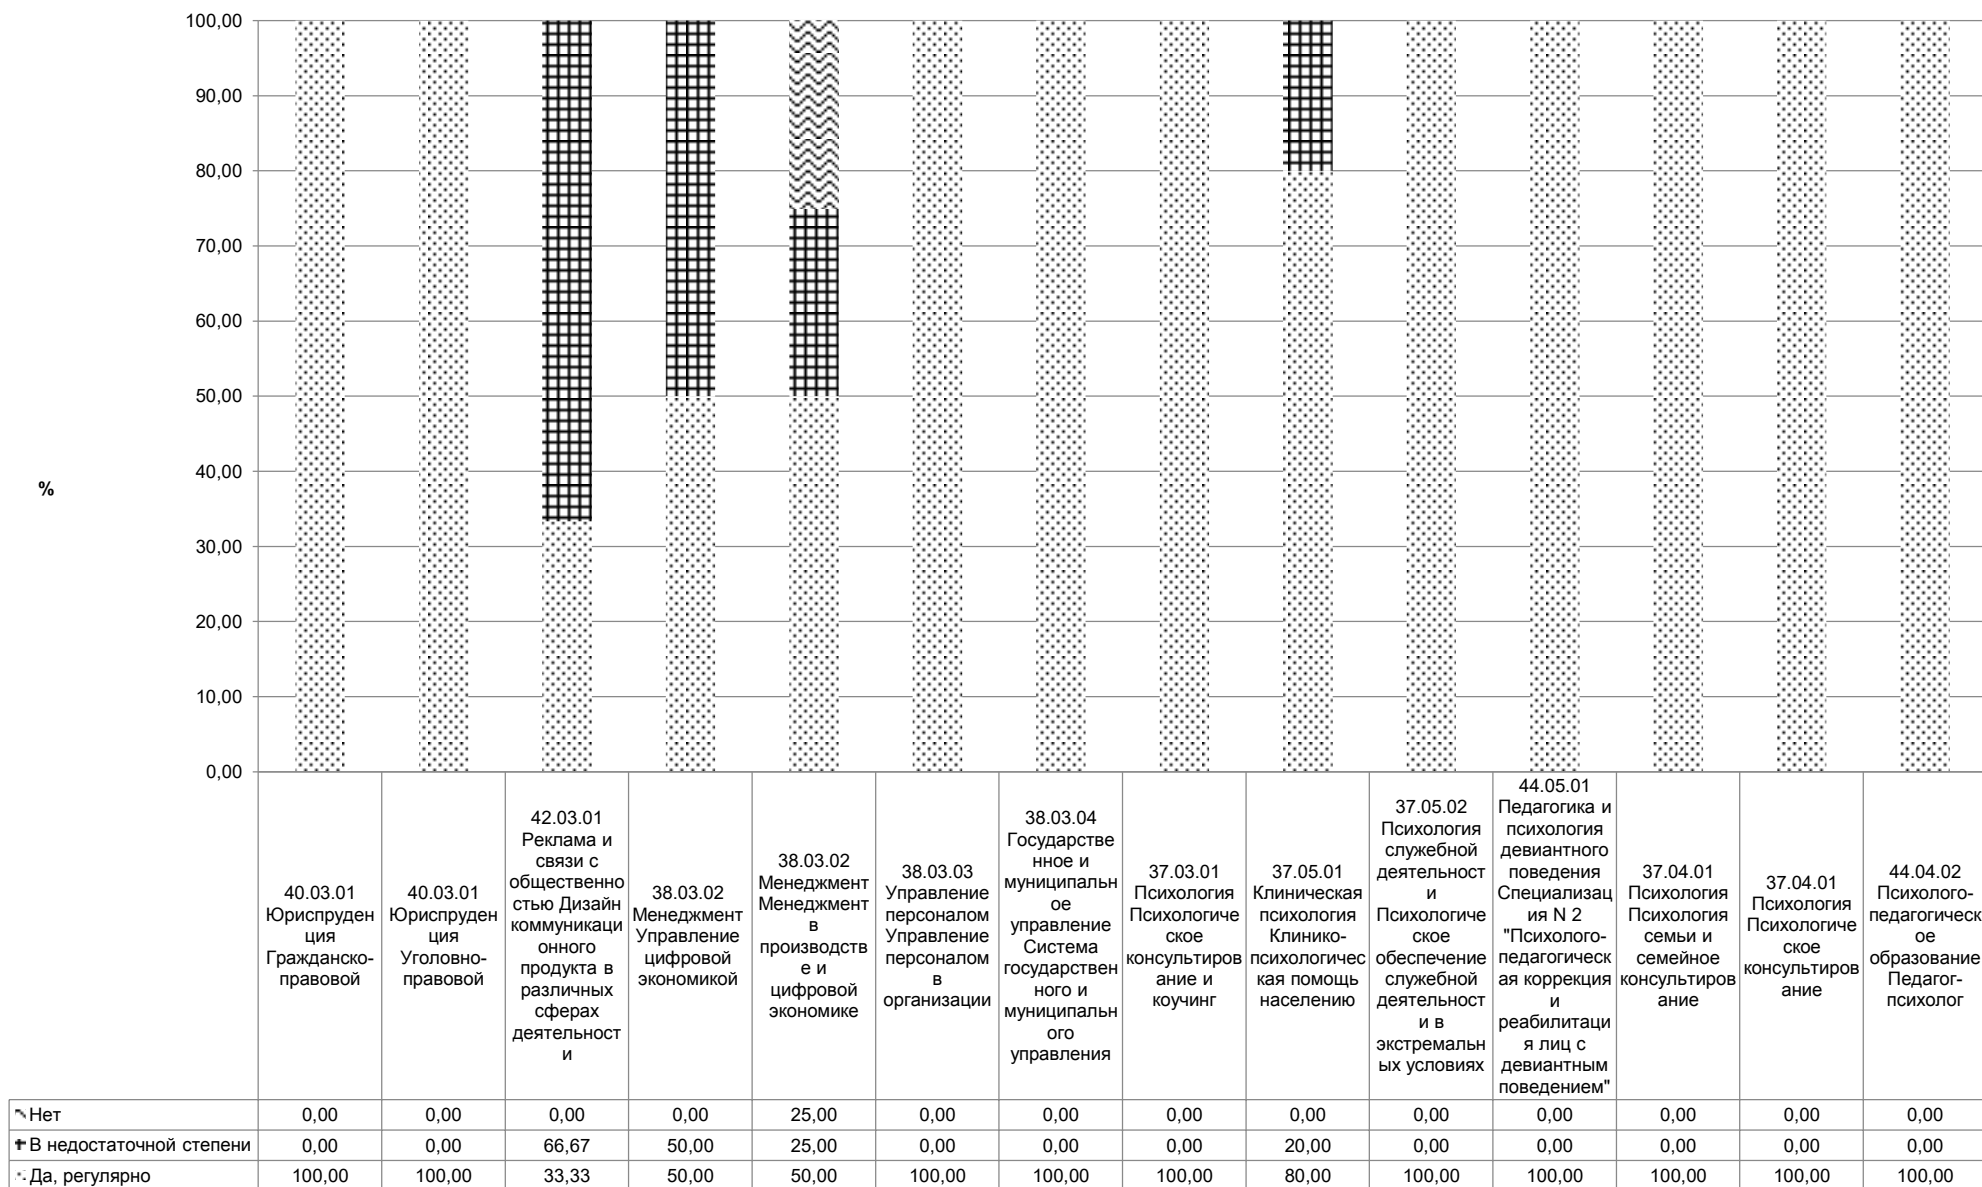 100,00
90,00
80,00
70,00
60,00
50,00
40,00
30,00
20,00
10,00
0,00
%
40.03.01
Юриспруден
ция
Гражданско-
правовой
40.03.01
Юриспруден
ция
Уголовно-
правовой
42.03.01
Реклама и
связи с
общественно
стью Дизайн
коммуникаци
онного
продукта в
различных
сферах
деятельност
и
38.03.02
Менеджмент
Управление
цифровой
экономикой
38.03.02
Менеджмент
Менеджмент
в
производств
е и
цифровой
экономике
38.03.03
Управление
персоналом
Управление
персоналом
в
организации
38.03.04
Государстве
нное и
муниципальн
ое
управление
Система
государствен
ного и
муниципальн
ого
управления
37.03.01
Психология
Психологиче
ское
консультиров
ание и
коучинг
37.05.01
Клиническая
психология
Клинико-
психологичес
кая помощь
населению
37.05.02
Психология
служебной
деятельност
и
Психологиче
ское
обеспечение
служебной
деятельност
и в
экстремальн
ых условиях
44.05.01
Педагогика и
психология
девиантного
поведения
Специализац
ия N 2
"Психолого-
педагогическ
ая коррекция
и
реабилитаци
я лиц с
девиантным
поведением"
37.04.01
Психология
Психология
семьи и
семейное
консультиров
ание
37.04.01
Психология
Психологиче
ское
консультиров
ание
44.04.02
Психолого-
педагогическ
ое
образование
Педагог-
психолог
Нет 0,00 0,00 0,00 0,00 25,00 0,00 0,00 0,00 0,00 0,00 0,00 0,00 0,00 0,00
В недостаточной степени 0,00 0,00 66,67 50,00 25,00 0,00 0,00 0,00 20,00 0,00 0,00 0,00 0,00 0,00
Да, регулярно 100,00 100,00 33,33 50,00 50,00 100,00 100,00 100,00 80,00 100,00 100,00 100,00 100,00 100,00